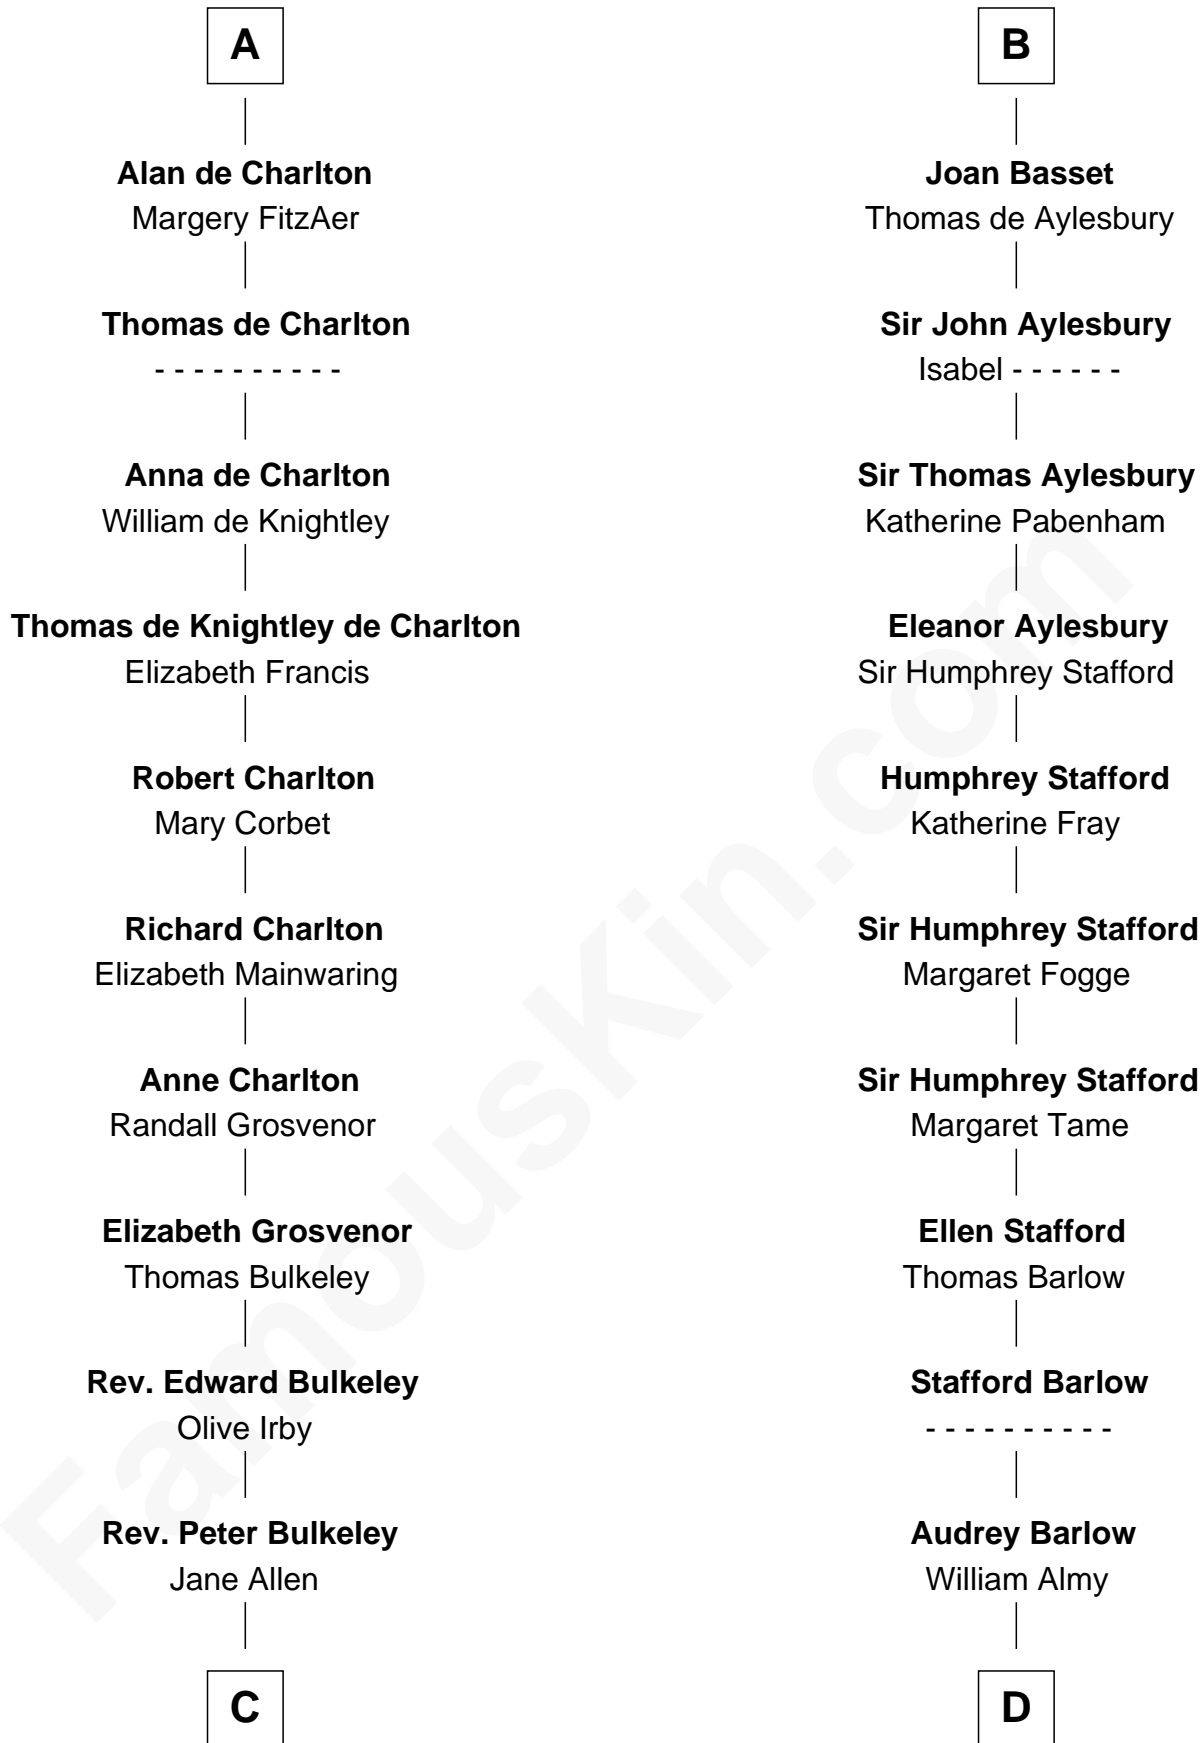 A
Alan de Charlton
Margery FitzAer
Thomas de Charlton
- - - - - - - - - -
Anna de Charlton
William de Knightley
Thomas de Knightley de Charlton
Elizabeth Francis
Robert Charlton
Mary Corbet
Richard Charlton
Elizabeth Mainwaring
Anne Charlton
Randall Grosvenor
Elizabeth Grosvenor
Thomas Bulkeley
Rev. Edward Bulkeley
Olive Irby
Rev. Peter Bulkeley
Jane Allen
C
B
Joan Basset
Thomas de Aylesbury
Sir John Aylesbury
Isabel - - - - - -
Sir Thomas Aylesbury
Katherine Pabenham
Eleanor Aylesbury
Sir Humphrey Stafford
Humphrey Stafford
Katherine Fray
Sir Humphrey Stafford
Margaret Fogge
Sir Humphrey Stafford
Margaret Tame
Ellen Stafford
Thomas Barlow
Stafford Barlow
- - - - - - - - - -
Audrey Barlow
William Almy
D
FamousKin.com